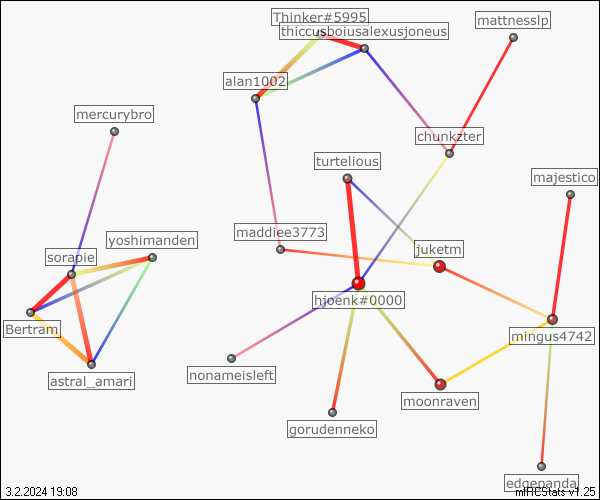 Thinker#5995
mattnesslp
thiccusboiusalexusjoneus
alan1002
mercurybro
chunkzter
turtelious
majestico
maddiee3773
yoshimanden
juketm
sorapie
hjoenk#0000
Bertram
mingus4742
nonameisleft
astral_amari
moonraven
gorudenneko
edgepanda
3.2.2024 19:08
mIRCStats v1.25